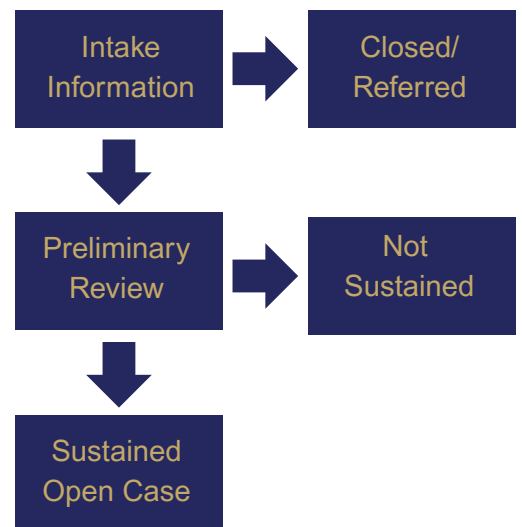 Intake
Information
Closed/
Referred
Preliminary
Review
Not
Sustained
Sustained
Open Case